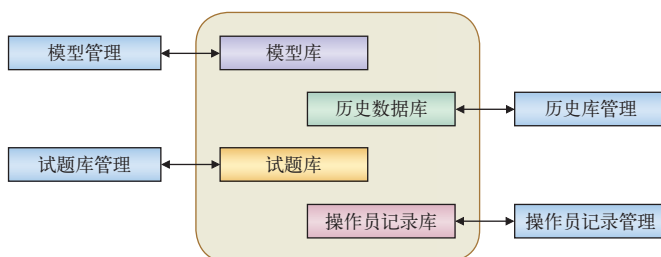 模型管理
模型库
历史数据库
历史库管理
试题库管理
试题库
操作员记录库
操作员记录管理